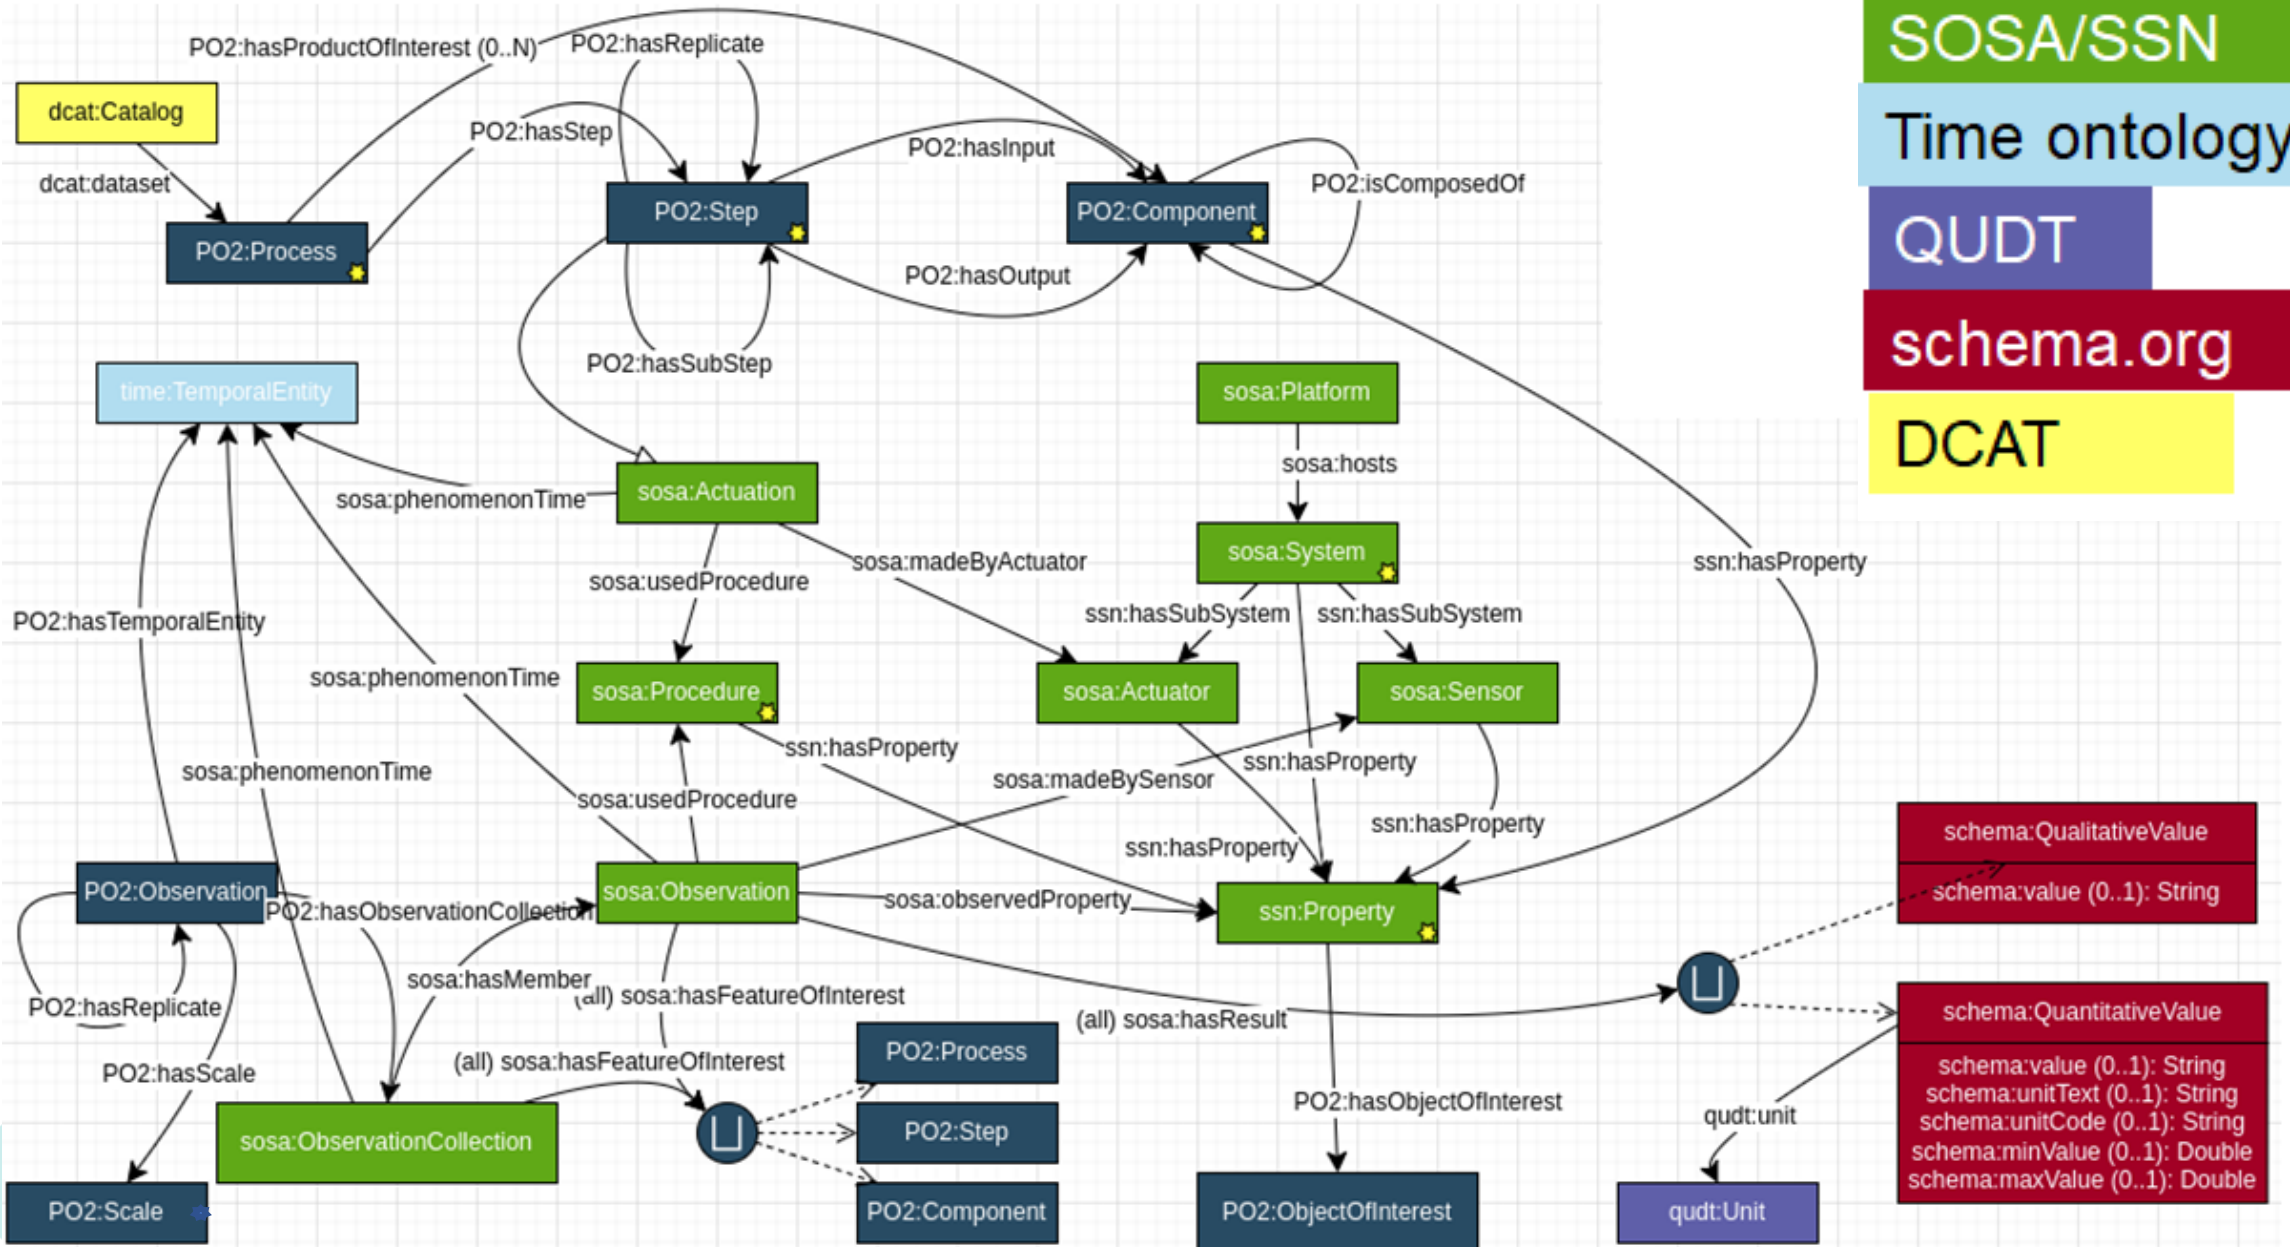 SOSA/SSN
PO2:hasProductOfInterest (0..N)
PO2:hasReplicate
dcat:Catalog
PO2:hasStep
Time ontology
PO2:hasInput
dcat:dataset
PO2:isComposedOf
PO2:Step
PO2:Component
PO2:Process
QUDT
PO2:hasOutput
schema.org
PO2:hasSubStep
time:TemporalEntity
sosa:Platform
DCAT
sosa:hosts
sosa:phenomenonTime
sosa:Actuation
sosa:madeByActuator
sosa:System
ssn:hasProperty
sosa:usedProcedure
PO2:hasTemporalEntity
ssn:hasSubSystem
ssn:hasSubSystem
sosa:phenomenonTime
sosa:Procedure
sosa:Actuator
sosa:Sensor
ssn:hasProperty
sosa:phenomenonTime
sosa:madeBySensor
ssn:hasProperty
sosa:usedProcedure
ssn:hasProperty
ssn:hasProperty
schema:QualitativeValue
schema:value (0..1): String
PO2:Observation
sosa:Observation
sosa:observedProperty
ssn:Property
PO2:hasObservationCollection
sosa:hasMember
(all) sosa:hasFeatureOfInterest
PO2:hasReplicate
(all) sosa:hasResult
schema:QuantitativeValue
schema:value (0..1): String
schema:unitText (0..1): String
schema:unitCode (0..1): String
schema:minValue (0..1): Double
schema:maxValue (0..1): Double
PO2:hasScale
(all) sosa:hasFeatureOfInterest
PO2:Process
PO2:hasObjectOfInterest
qudt:unit
sosa:ObservationCollection
PO2:Step
PO2:Scale
PO2:Component
PO2:ObjectOfInterest
qudt:Unit